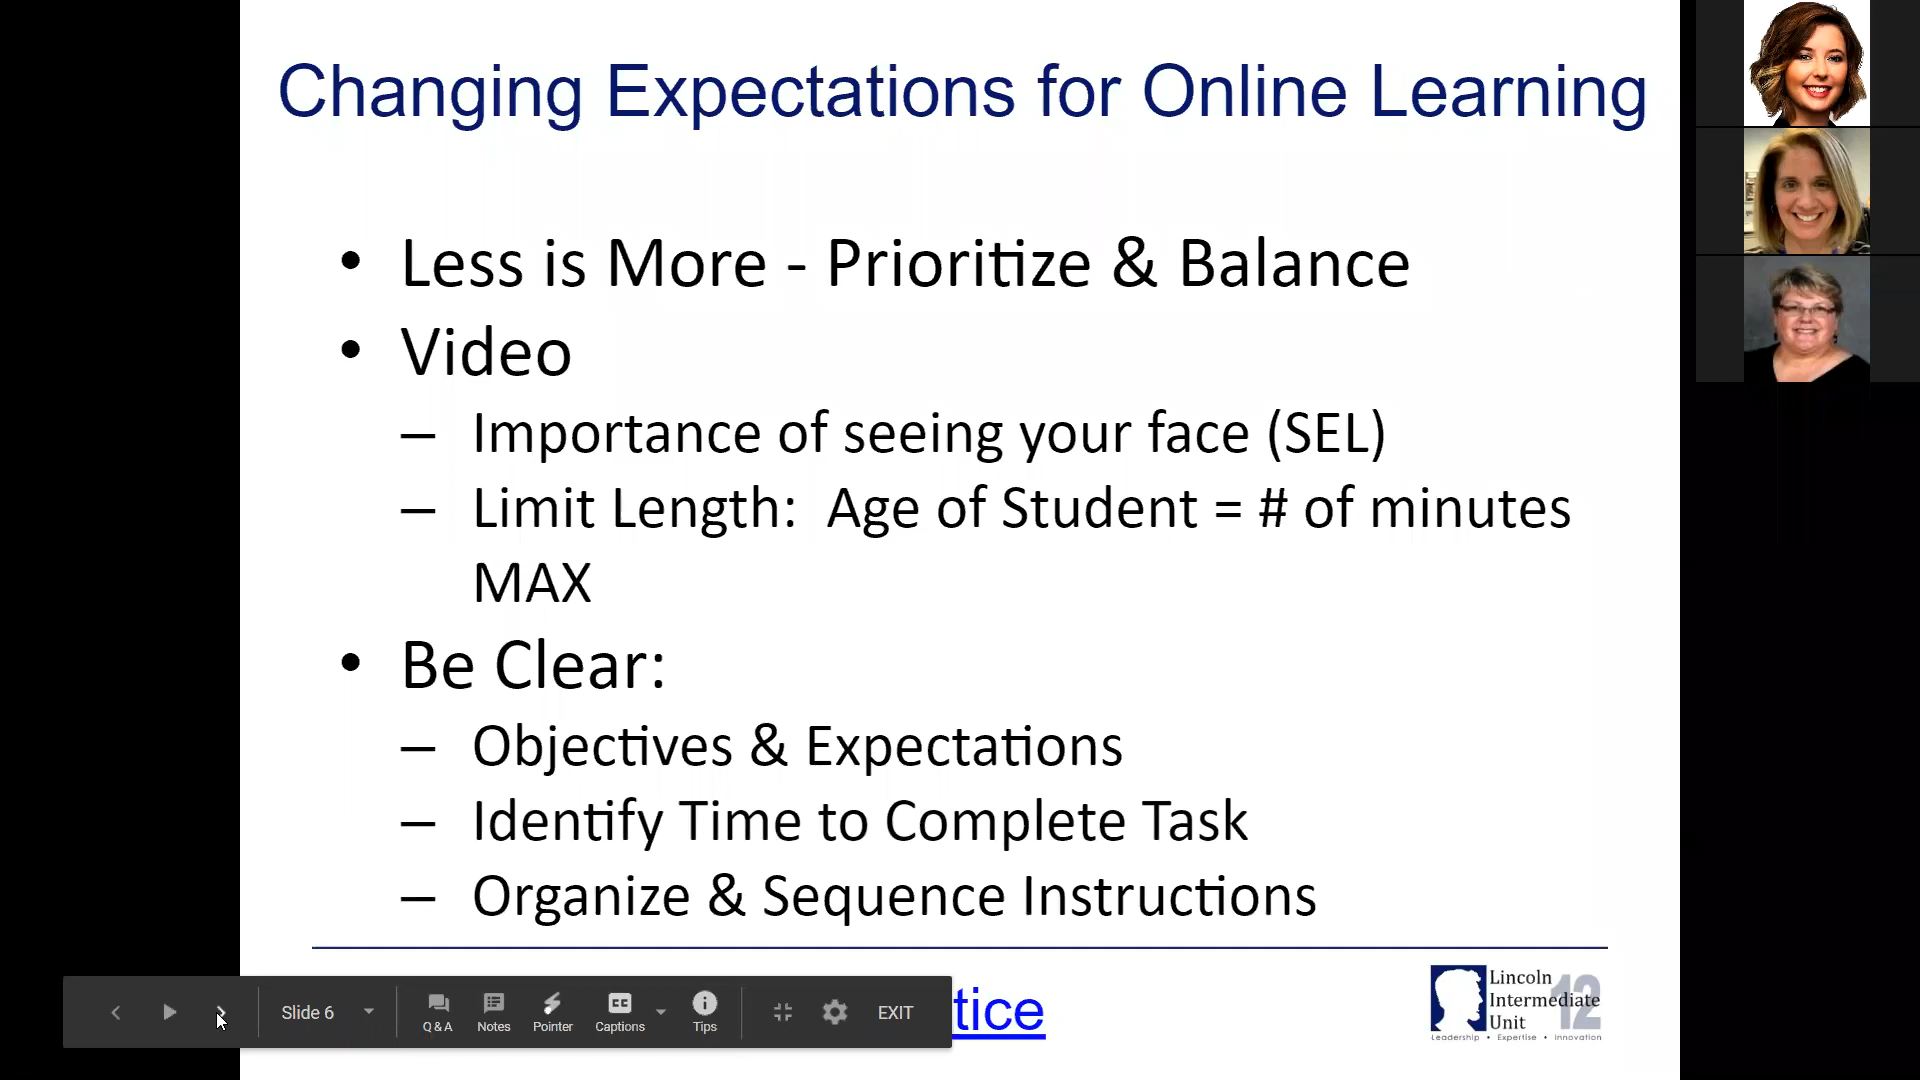 Changing Expectations for Online Learning
• Less is More - Prioritize & Balance
• Video
– Importance of seeing your face (SEL)
– Limit Length: Age of Student = # of minutes
MAX
• Be Clear:
– Objectives & Expectations
– Identify Time to Complete Task
– Organize & Sequence Instructions
Slide 6
Q & A
Notes
Pointer
CC
Captions
Tips
EXIT
tice
Lincoln
Intermediate
Unit
12
Leadership • Expertise • Innovation